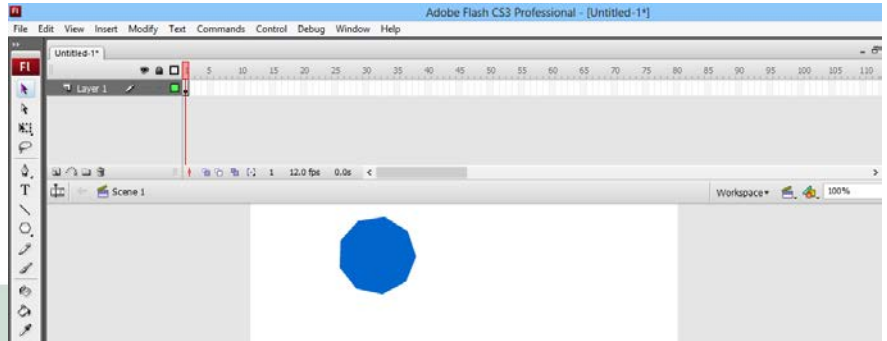 Fl Adobe Flash CS3 Professional - [Untitled-1*]
File Edit View Insert Modify Text Commands Control Debug Window Help
Untitled-1*
Fl
5 10 15 20 25 30 35 40 45 50 55 60 65 70 75 80 85 90 95 100 105 110
Layer 1
1 12.0 fps 0.0s
T
Scene 1 Workspace 100%